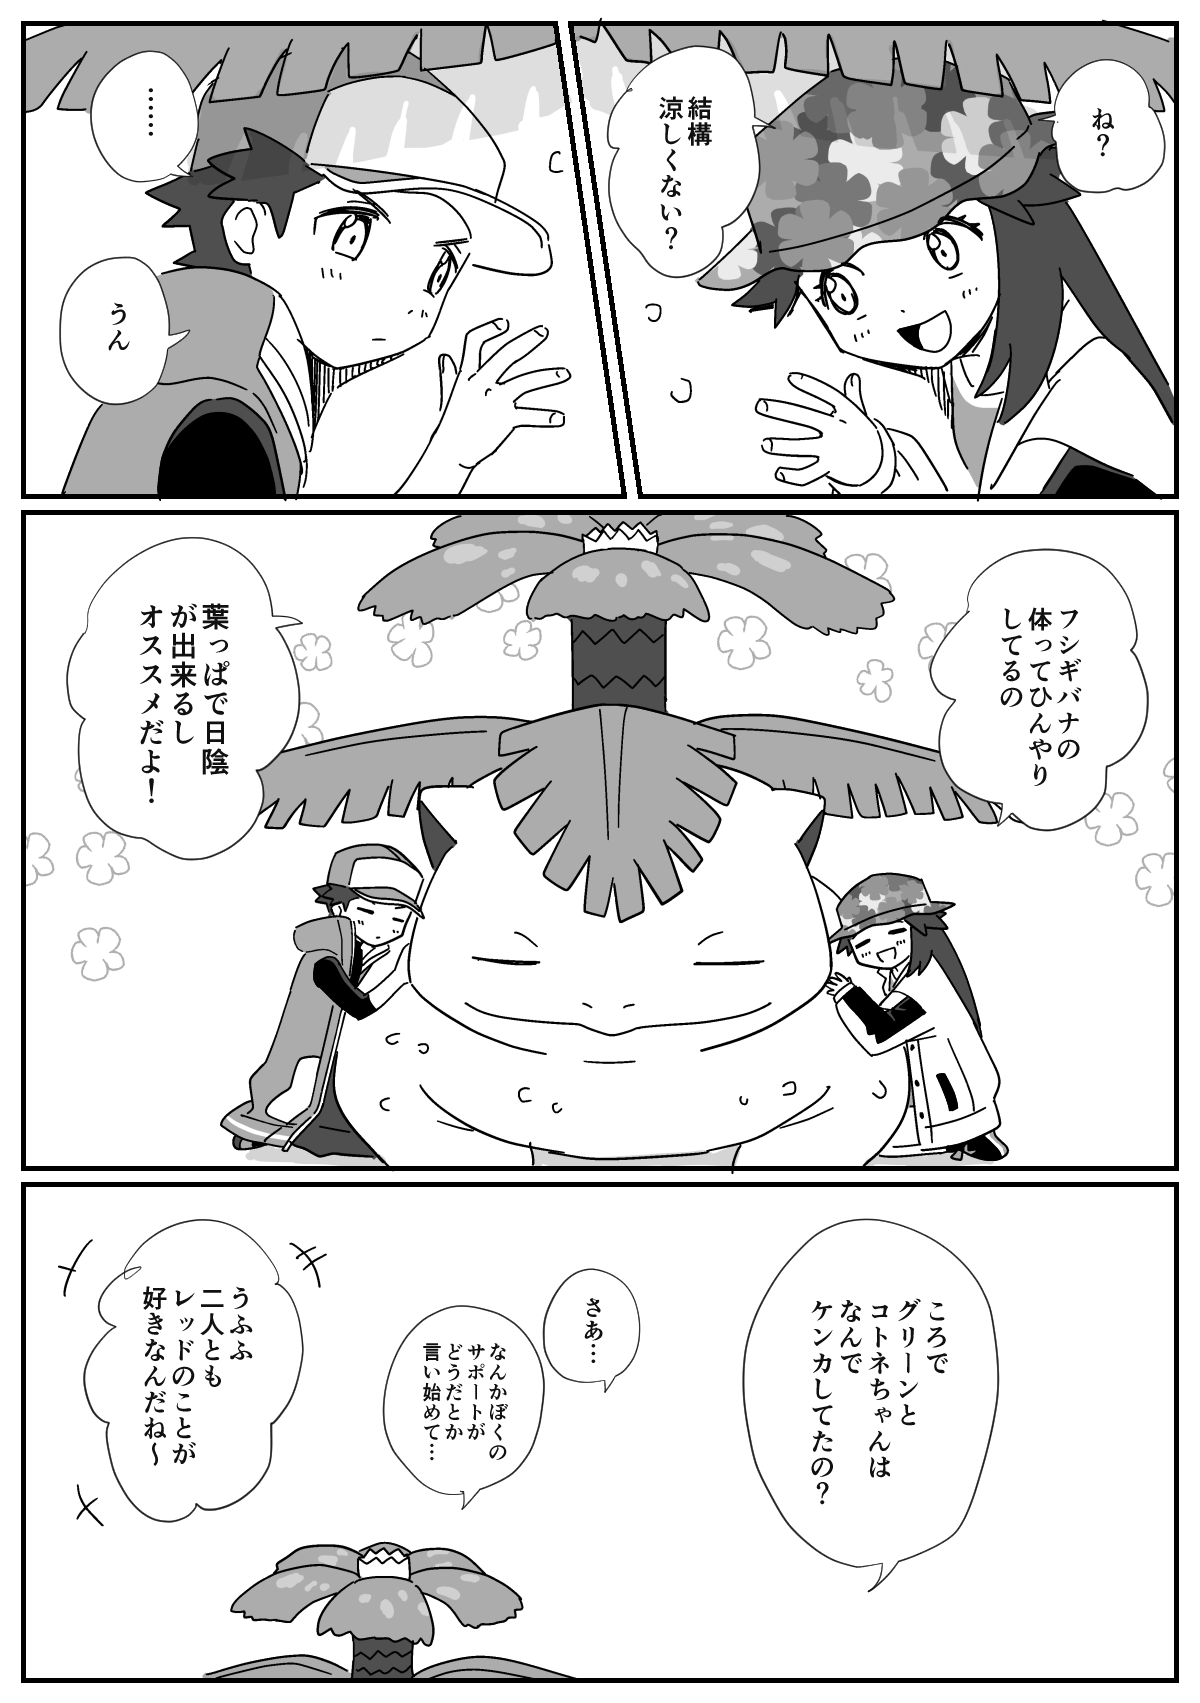 ね？
結構
涼しくない？
……
うん
フシギバナの
体ってひんやり
してるの
葉っぱで日陰
が出来るし
オススメだよ！
ころで
グリーンと
コトネちゃんは
なんで
ケンカしてたの？
さあ…
なんかぼくの
サポートが
どうだとか
言い始めて…
うふふ
二人とも
レッドのことが
好きなんだね～